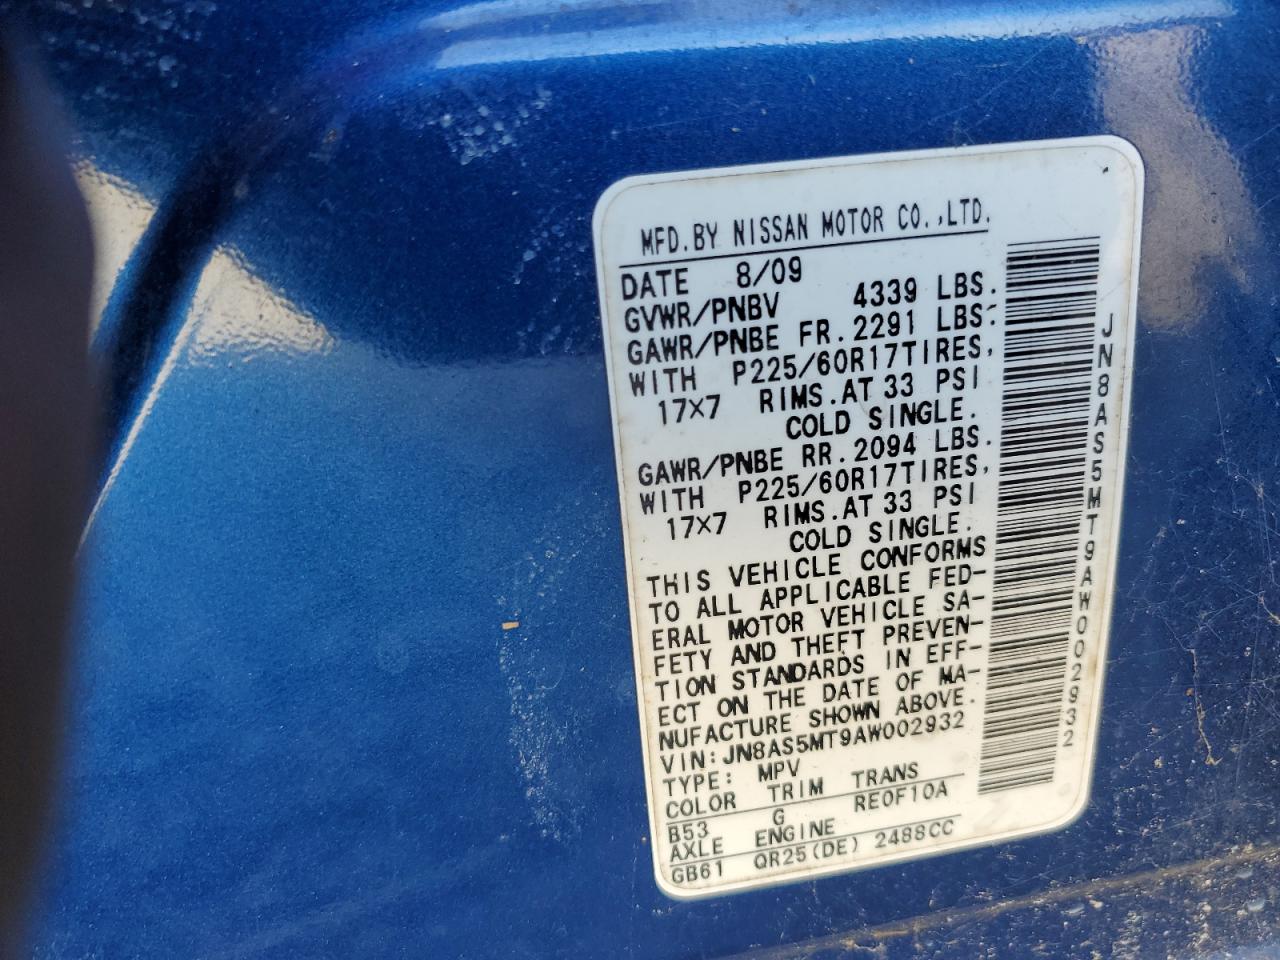 MFD.BY NISSAN MOTOR CO.,LTD.
DATE 8/09
GVWR/PNBV 4339 LBS.
GAWR/PNBE FR.2291 LBS.
WITH P225/60R17TIRES,
17×7 RIMS.AT 33 PSI
COLD SINGLE.
GAWR/PNBE RR.2094 LBS.
WITH P225/60R17TIRES,
17×7 RIMS.AT 33 PSI
COLD SINGLE.
THIS VEHICLE CONFORMS
TO ALL APPLICABLE FED-
ERAL MOTOR VEHICLE SA-
FETY AND THEFT PREVEN-
TION STANDARDS IN EFF-
ECT ON THE DATE OF MA-
NUFACTURE SHOWN ABOVE.
VIN:JN8AS5MT9AW002932
TYPE: MPV
COLOR TRIM TRANS
B53 G RE0F10A
AXLE ENGINE
GB61 QR25(DE) 2488CC
JN8AS5MT9AW002932